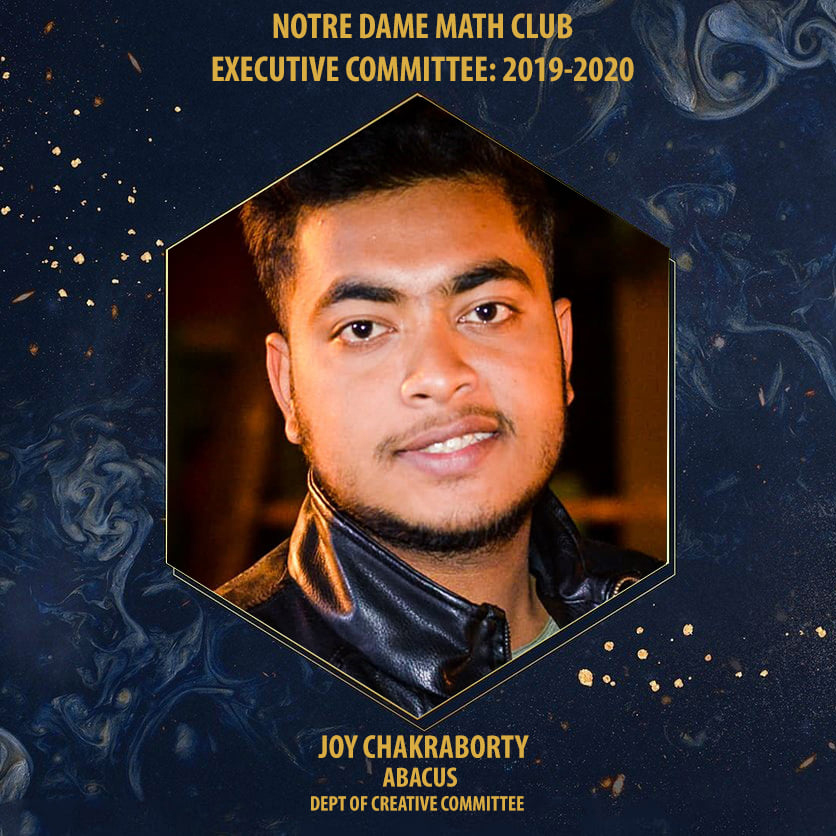 NOTRE DAME MATH CLUB
EXECUTIVE COMMITTEE: 2019-2020
JOY CHAKRABORTY
ABACUS
DEPT OF CREATIVE COMMITTEE